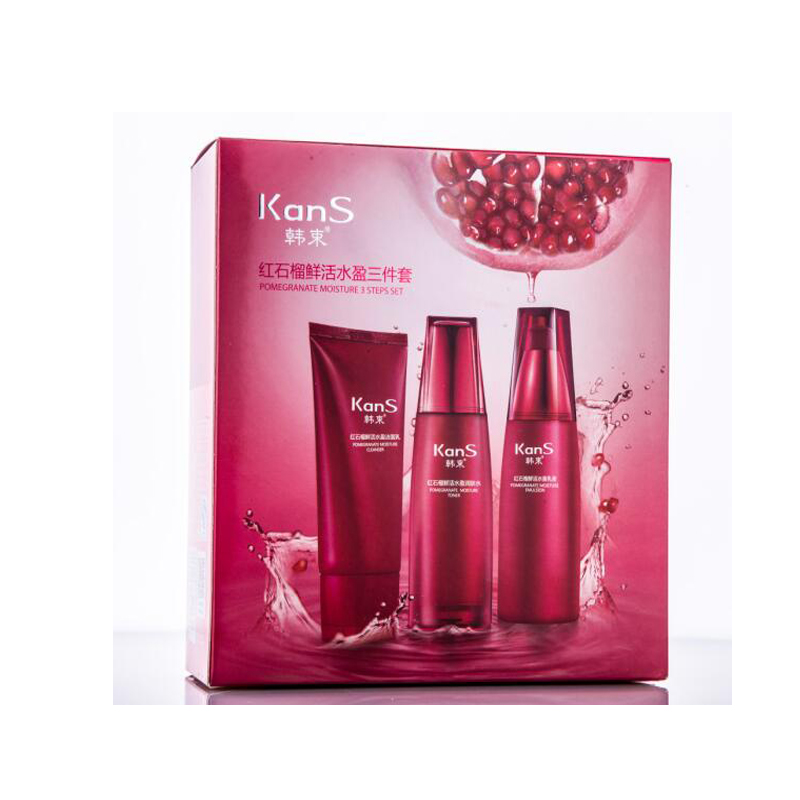 KanS
韩束
红石榴鲜活水盈三件套
POMEGRANATE MOISTURE 3 STEPS SET
KanS
韩束
红石榴鲜活水盈洁面乳
POMEGRANATE MOISTURE
CLEANSER
KanS
韩束
红石榴鲜活水盈润肤水
POMEGRANATE MOISTURE
TONER
KanS
韩束
红石榴鲜活水盈乳液
POMEGRANATE MOISTURE
EMULSION